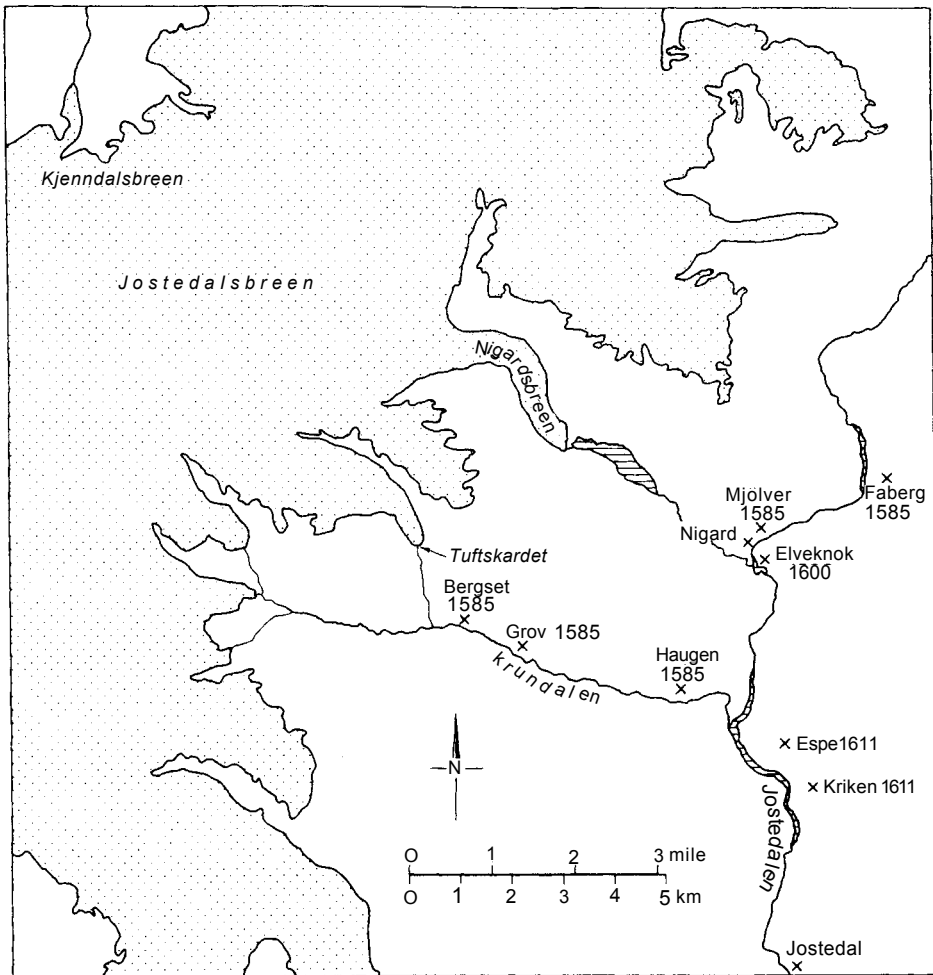 Kjenndalsbreen
Jostedalsbreen
Nigardsbreen
Mjölver
1585
Faberg
1585
Nigard
Elveknok
1600
Tuftskardet
Bergset
1585
Grov 1585
Krundalen
Haugen
1585
Espe1611
Kriken 1611
N
Jostedalen
O 1 2 3 mile
O 1 2 3 4 5 km
Jostedal